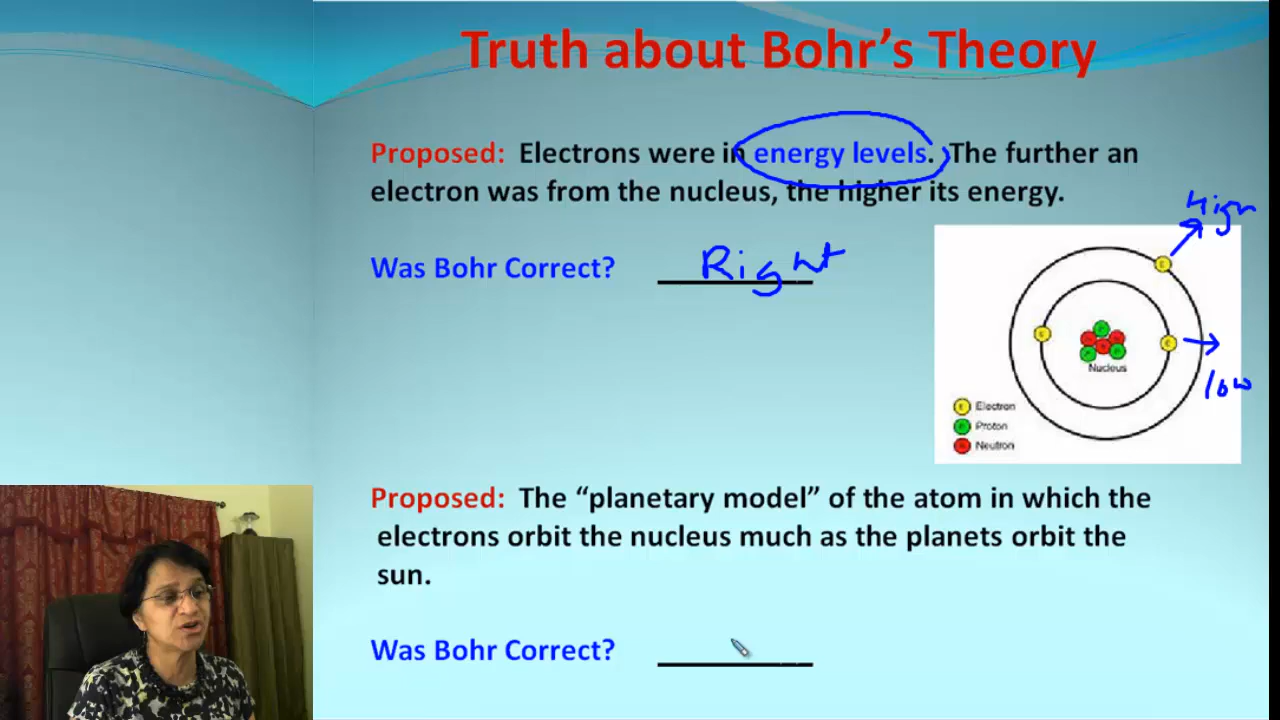 Truth about Bohr's Theory
Proposed: Electrons were in energy levels. The further an
electron was from the nucleus, the higher its energy.
High
Was Bohr Correct? Right
Nucleus
low
Electron
Proton
Neutron
Proposed: The “planetary model” of the atom in which the
electrons orbit the nucleus much as the planets orbit the
sun.
Was Bohr Correct?